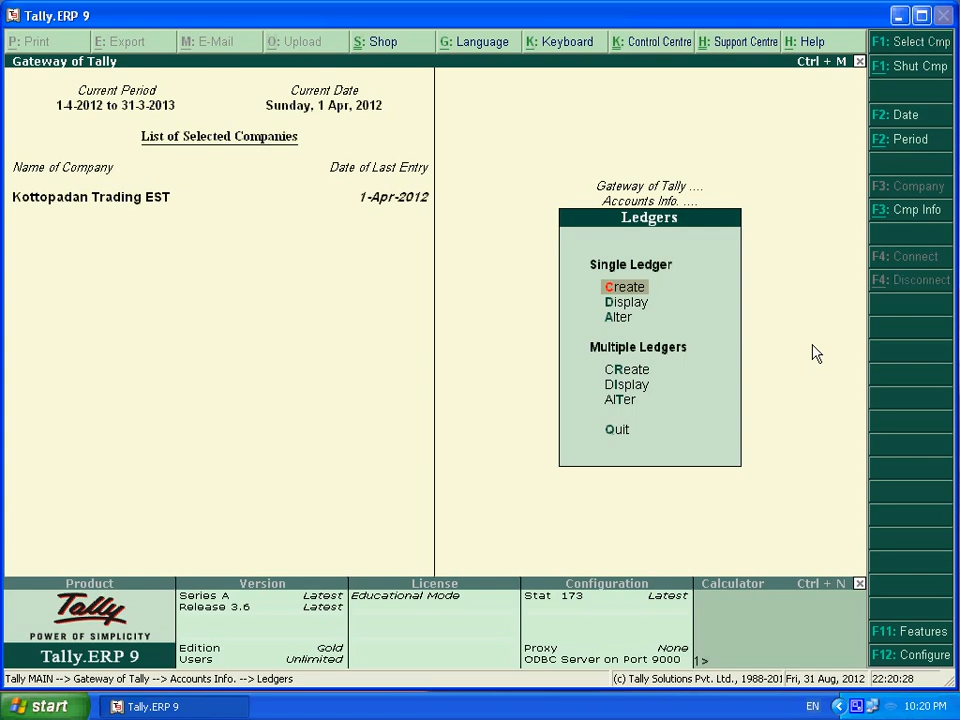 Tally.ERP 9
P: Print
E: Export
M: E-Mail
O: Upload
S: Shop
G: Language
K: Keyboard
K: Control Centre
H: Support Centre
H: Help
F1: Select Cmp
Gateway of Tally
Ctrl + M
F1: Shut Cmp
Current Period
1-4-2012 to 31-3-2013
Current Date
Sunday, 1 Apr, 2012
List of Selected Companies
Name of Company
Date of Last Entry
Kottopadan Trading EST
1-Apr-2012
Gateway of Tally ....
Accounts Info. ....
Ledgers
Single Ledger
Create
Display
Alter
Multiple Ledgers
CReate
DIsplay
AlTer
Quit
F2: Date
F2: Period
F3: Company
F3: Cmp Info
F4: Connect
F4: Disconnect
F11: Features
F12: Configure
Product
Tally
POWER OF SIMPLICITY
Tally.ERP 9
Version
Series A Latest
Release 3.6 Latest
Edition Gold
Users Unlimited
License
Educational Mode
Configuration
Stat 173 Latest
Proxy None
ODBC Server on Port 9000
Calculator Ctrl + N
1>
Tally MAIN --> Gateway of Tally --> Accounts Info. --> Ledgers
(c) Tally Solutions Pvt. Ltd., 1988-201
Fri, 31 Aug, 2012
22:20:28
start
Tally.ERP 9
EN
10:20 PM